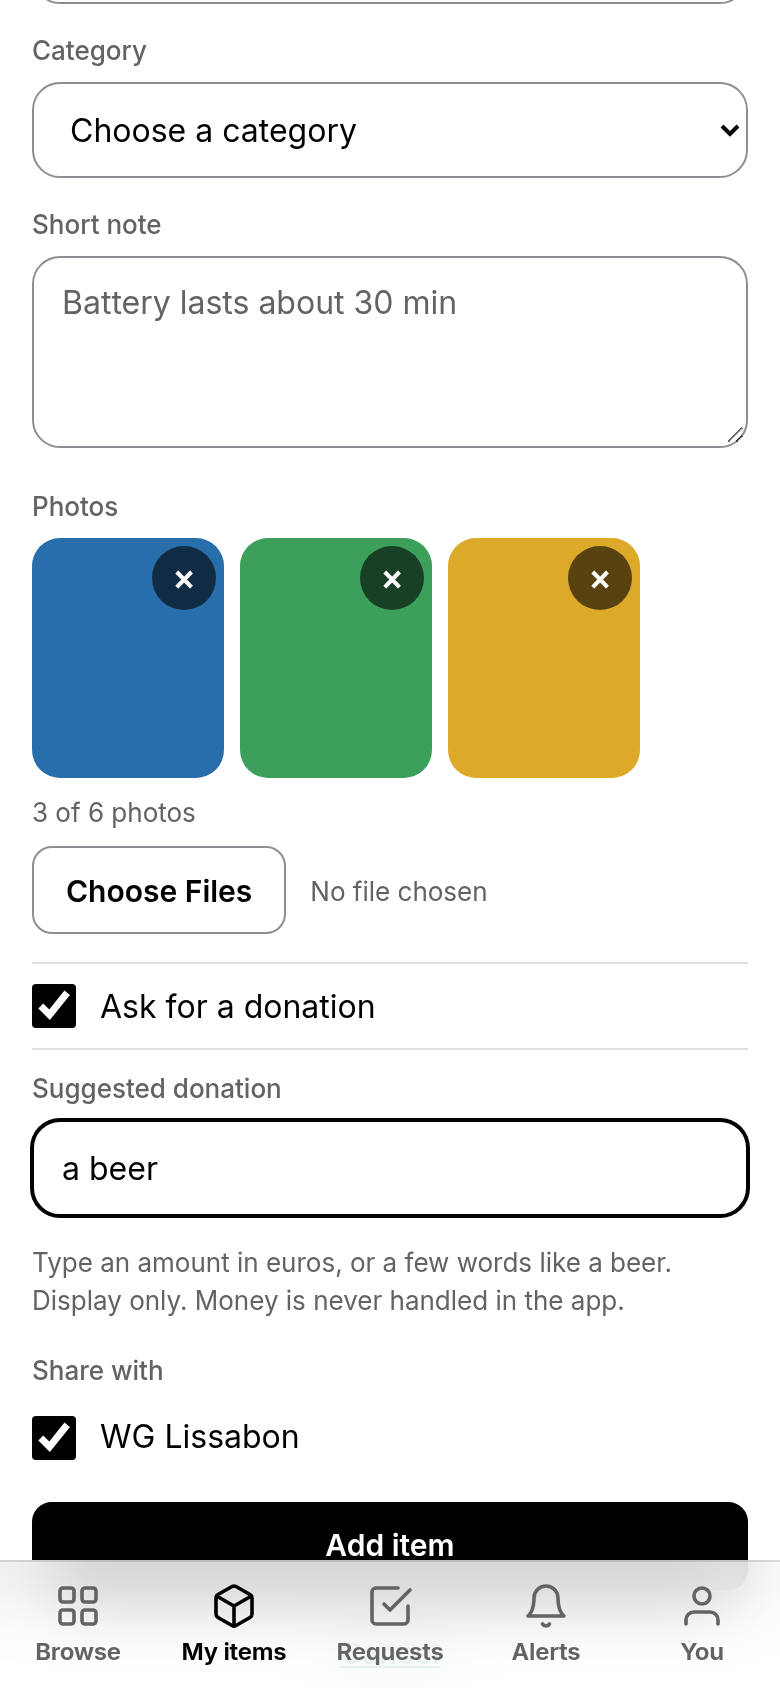 Category
Choose a category
Short note
Battery lasts about 30 min
Photos
3 of 6 photos
Choose Files No file chosen
Ask for a donation
Suggested donation
a beer
Type an amount in euros, or a few words like a beer.
Display only. Money is never handled in the app.
Share with
WG Lissabon
Add item
Browse My items Requests Alerts You